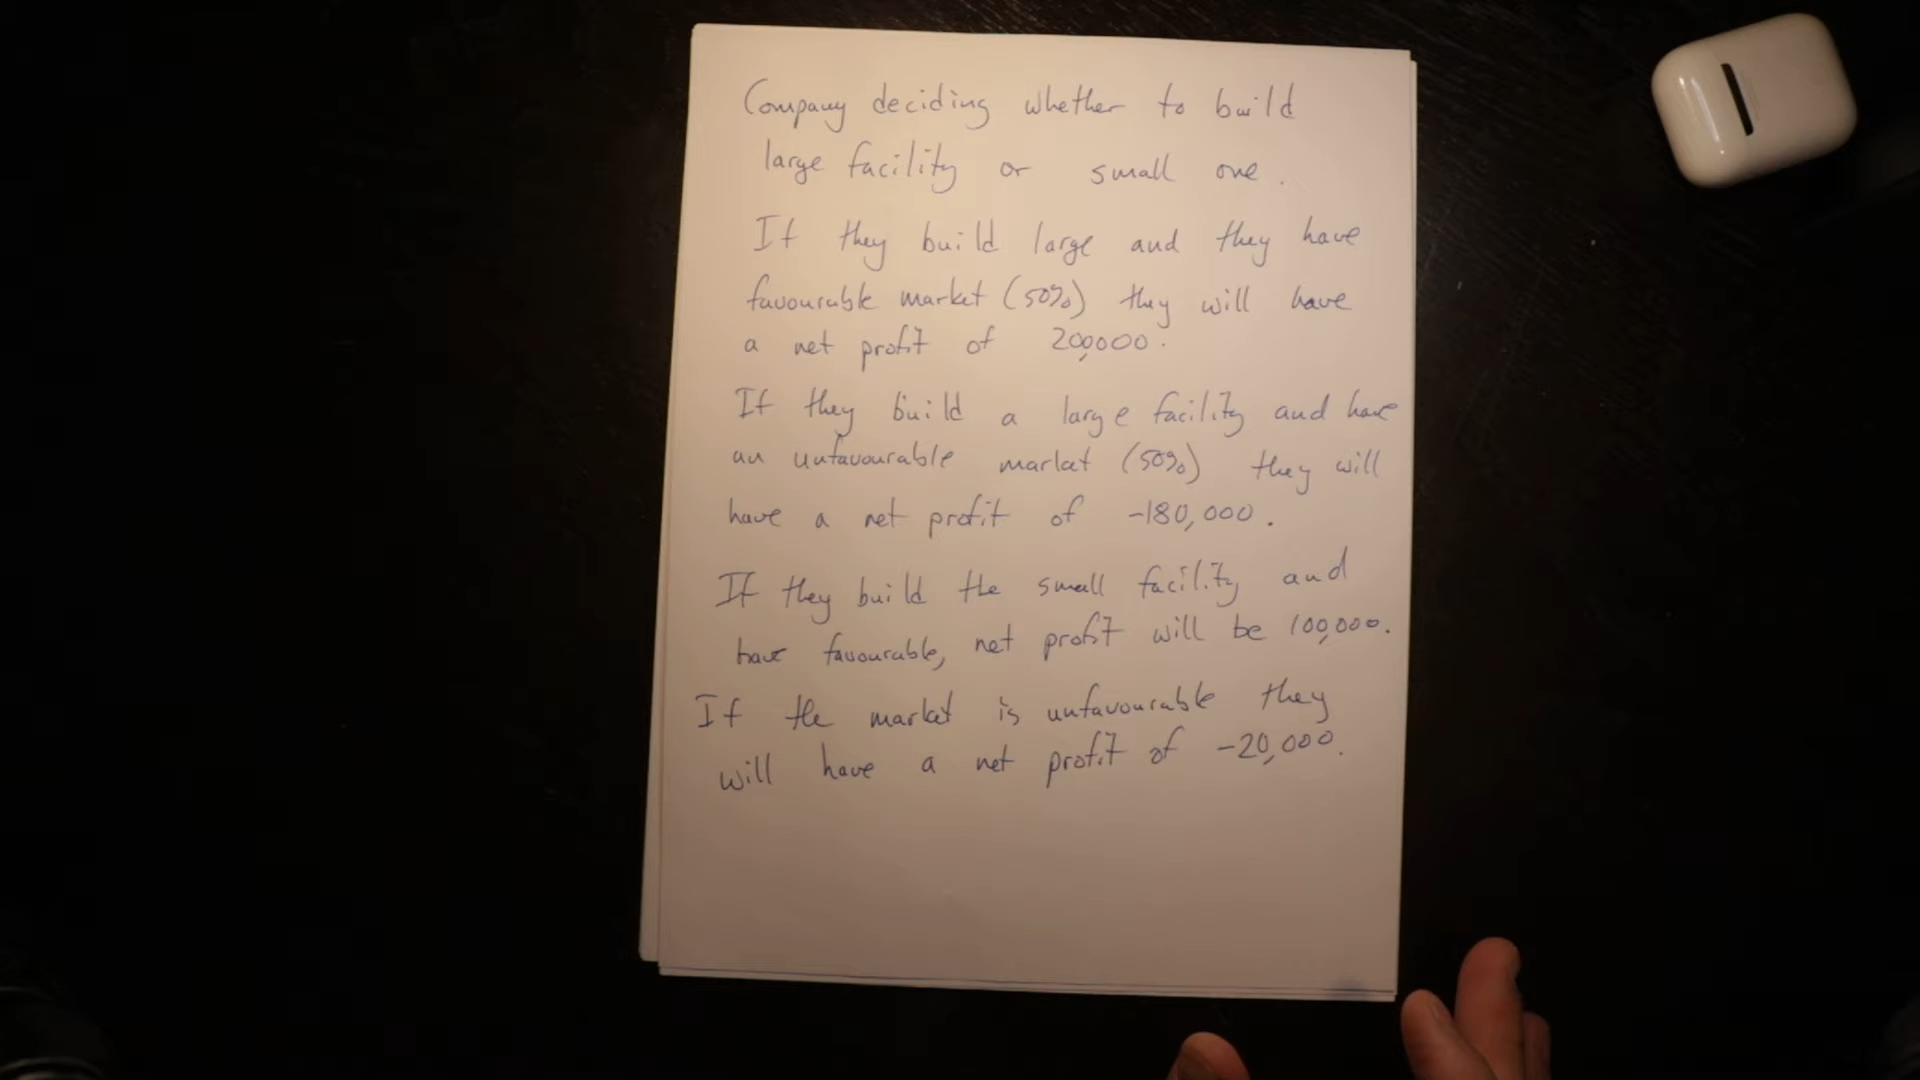 Company deciding whether to build
large facility or small one.
If they build large and they have
favourable market (50%) they will have
a net profit of 200,000.
If they build a large facility and have
an unfavourable market (50%) they will
have a net profit of -180,000.
If they build the small facility and
have favourable, net profit will be 100,000.
If the market is unfavourable they
will have a net profit of -20,000.